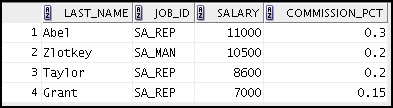 LAST_NAME JOB_ID SALARY COMMISSION_PCT
1 Abel SA_REP 11000 0.3
2 Zlotkey SA_MAN 10500 0.2
3 Taylor SA_REP 8600 0.2
4 Grant SA_REP 7000 0.15